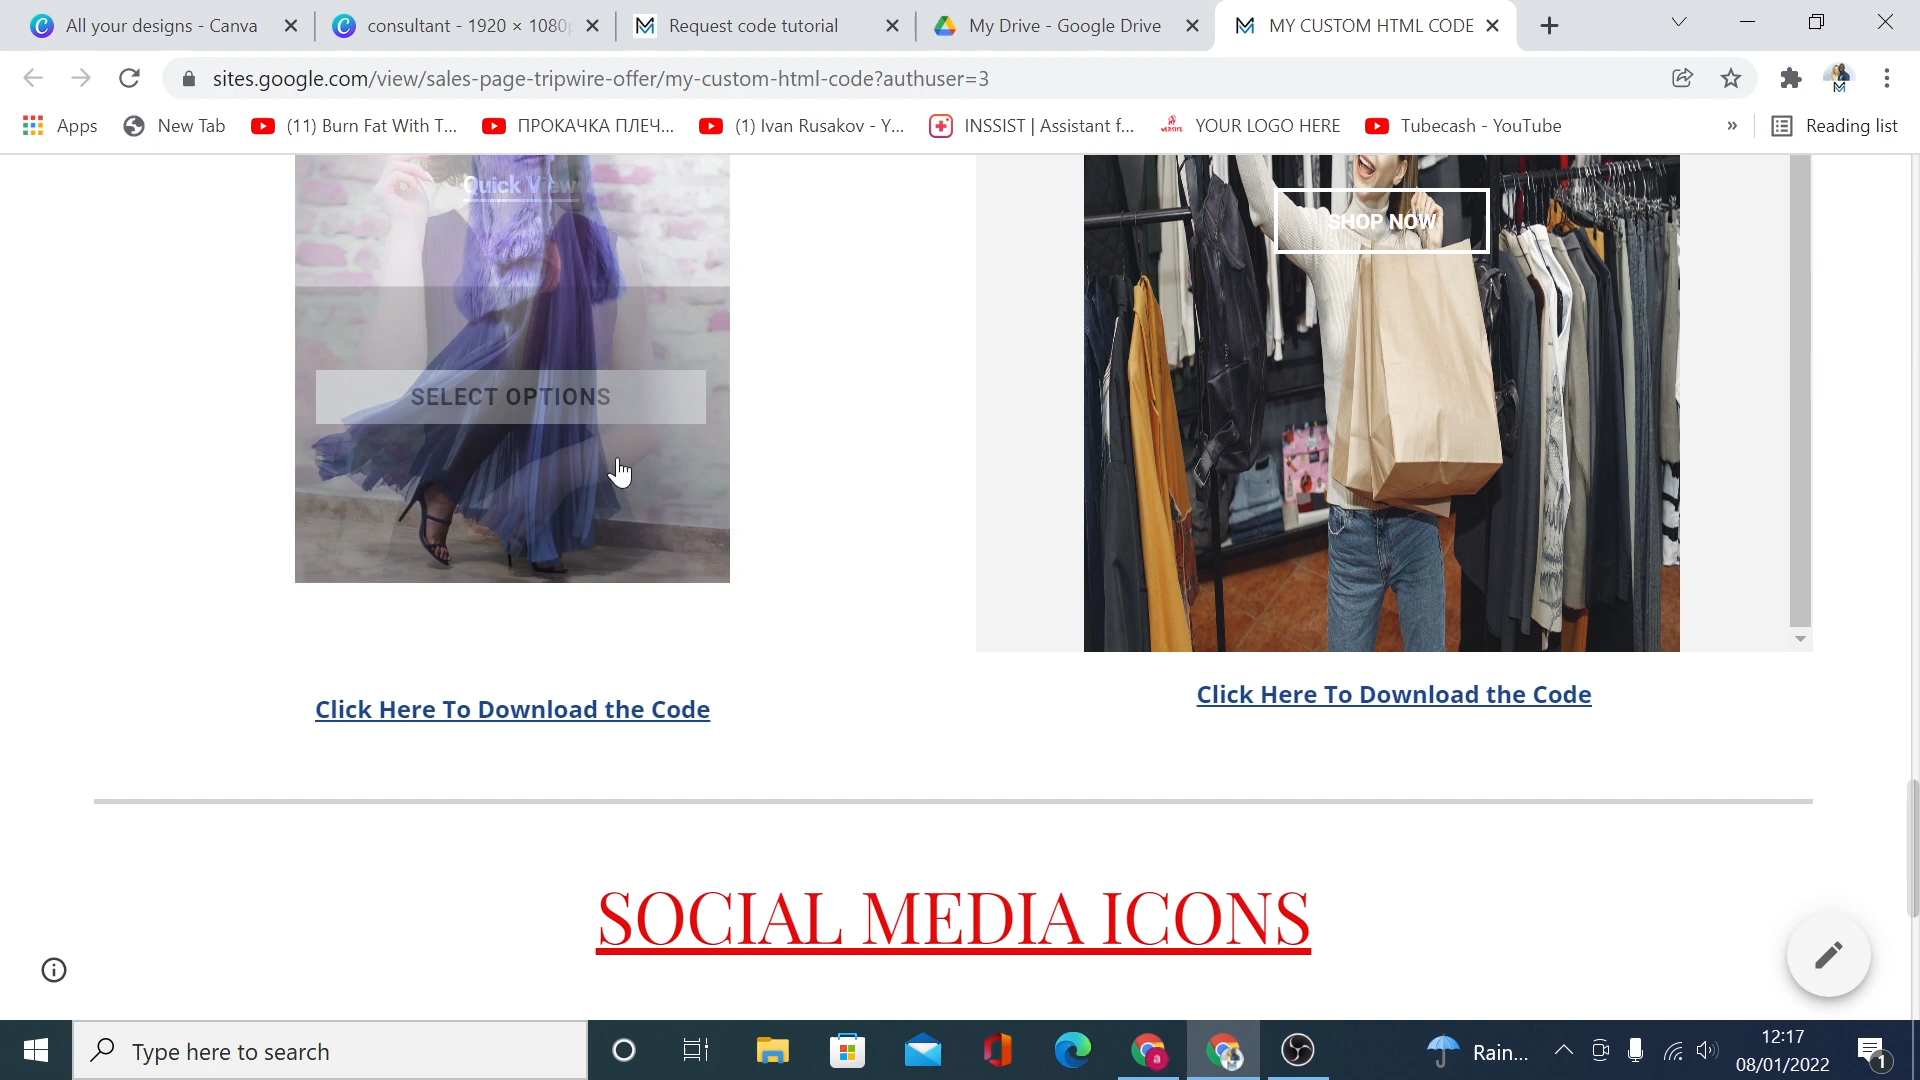 All your designs - Canva
consultant - 1920 × 1080p
Request code tutorial
My Drive - Google Drive
MY CUSTOM HTML CODE
sites.google.com/view/sales-page-tripwire-offer/my-custom-html-code?authuser=3
Apps
New Tab
(11) Burn Fat With T...
ПРОКАЧКА ПЛЕЧ...
(1) Ivan Rusakov - Y...
INSSIST | Assistant f...
YOUR LOGO HERE
Tubecash - YouTube
»
Reading list
Quick View
SHOP NOW
SELECT OPTIONS
Click Here To Download the Code
Click Here To Download the Code
SOCIAL MEDIA ICONS
Type here to search
Rain...
12:17
08/01/2022
1